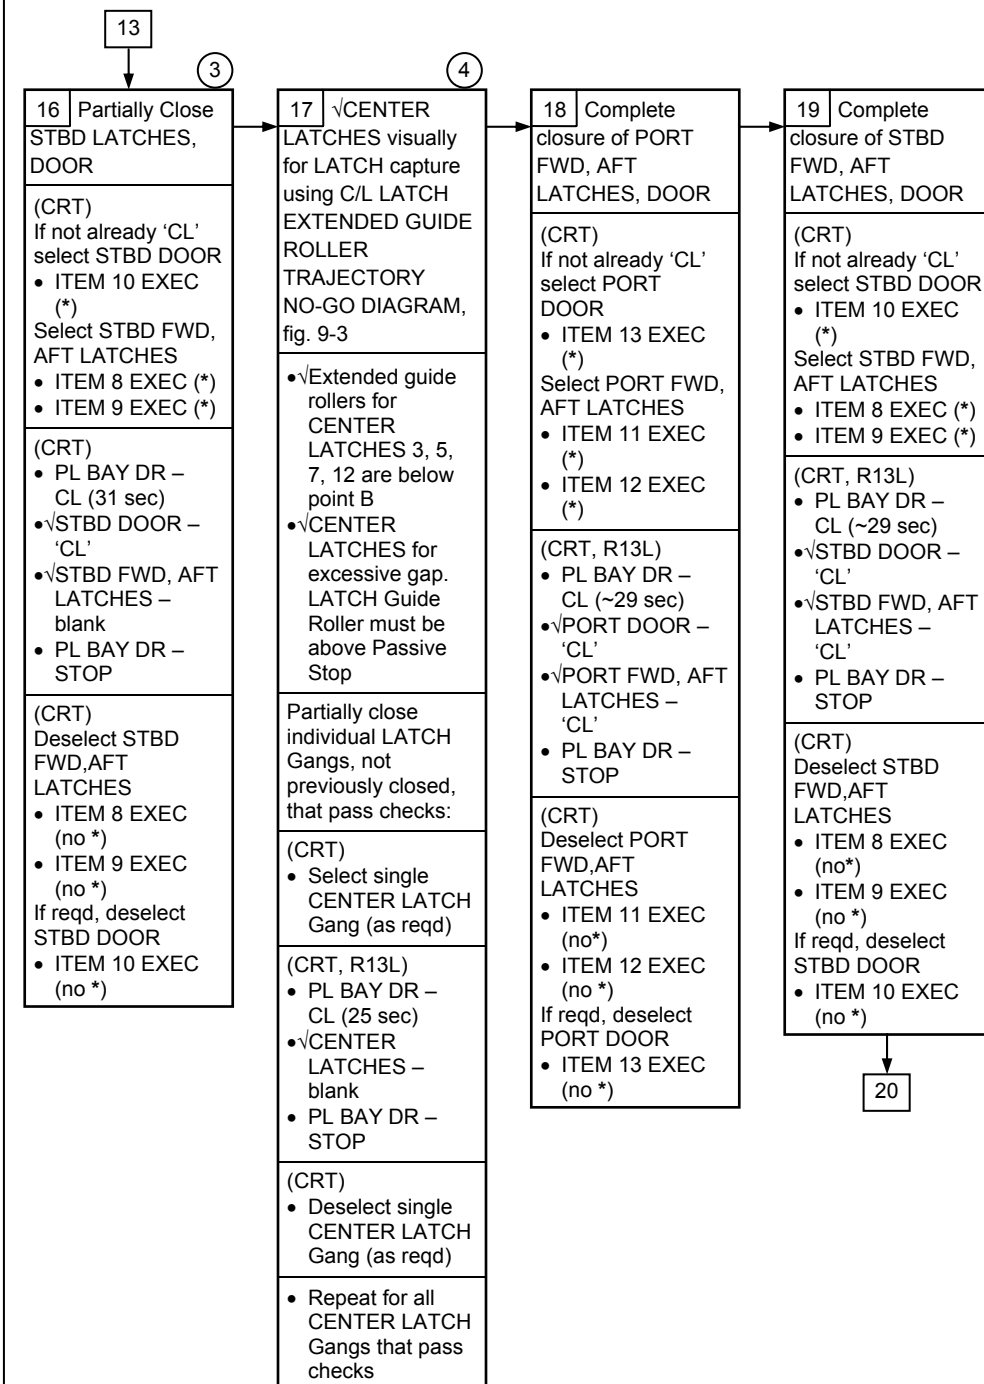 13
3
16 Partially Close
STBD LATCHES,
DOOR
(CRT)
If not already ‘CL’
select STBD DOOR
• ITEM 10 EXEC
(*)
Select STBD FWD,
AFT LATCHES
• ITEM 8 EXEC (*)
• ITEM 9 EXEC (*)
(CRT)
• PL BAY DR –
CL (31 sec)
•√STBD DOOR –
‘CL’
•√STBD FWD, AFT
LATCHES –
blank
• PL BAY DR –
STOP
(CRT)
Deselect STBD
FWD,AFT
LATCHES
• ITEM 8 EXEC
(no *)
• ITEM 9 EXEC
(no *)
If reqd, deselect
STBD DOOR
• ITEM 10 EXEC
(no *)
4
17 √CENTER
LATCHES visually
for LATCH capture
using C/L LATCH
EXTENDED GUIDE
ROLLER
TRAJECTORY
NO-GO DIAGRAM,
fig. 9-3
•√Extended guide
rollers for
CENTER
LATCHES 3, 5,
7, 12 are below
point B
•√CENTER
LATCHES for
excessive gap.
LATCH Guide
Roller must be
above Passive
Stop
Partially close
individual LATCH
Gangs, not
previously closed,
that pass checks:
(CRT)
• Select single
CENTER LATCH
Gang (as reqd)
(CRT, R13L)
• PL BAY DR –
CL (25 sec)
•√CENTER
LATCHES –
blank
• PL BAY DR –
STOP
(CRT)
• Deselect single
CENTER LATCH
Gang (as reqd)
• Repeat for all
CENTER LATCH
Gangs that pass
checks
18 Complete
closure of PORT
FWD, AFT
LATCHES, DOOR
(CRT)
If not already ‘CL’
select PORT
DOOR
• ITEM 13 EXEC
(*)
Select PORT FWD,
AFT LATCHES
• ITEM 11 EXEC
(*)
• ITEM 12 EXEC
(*)
(CRT, R13L)
• PL BAY DR –
CL (~29 sec)
•√PORT DOOR –
‘CL’
•√PORT FWD, AFT
LATCHES –
‘CL’
• PL BAY DR –
STOP
(CRT)
Deselect PORT
FWD,AFT
LATCHES
• ITEM 11 EXEC
(no*)
• ITEM 12 EXEC
(no *)
If reqd, deselect
PORT DOOR
• ITEM 13 EXEC
(no *)
19 Complete
closure of STBD
FWD, AFT
LATCHES, DOOR
(CRT)
If not already ‘CL’
select STBD DOOR
• ITEM 10 EXEC
(*)
Select STBD FWD,
AFT LATCHES
• ITEM 8 EXEC (*)
• ITEM 9 EXEC (*)
(CRT, R13L)
• PL BAY DR –
CL (~29 sec)
•√STBD DOOR –
‘CL’
•√STBD FWD, AFT
LATCHES –
‘CL’
• PL BAY DR –
STOP
(CRT)
Deselect STBD
FWD,AFT
LATCHES
• ITEM 8 EXEC
(no*)
• ITEM 9 EXEC
(no *)
If reqd, deselect
STBD DOOR
• ITEM 10 EXEC
(no *)
20